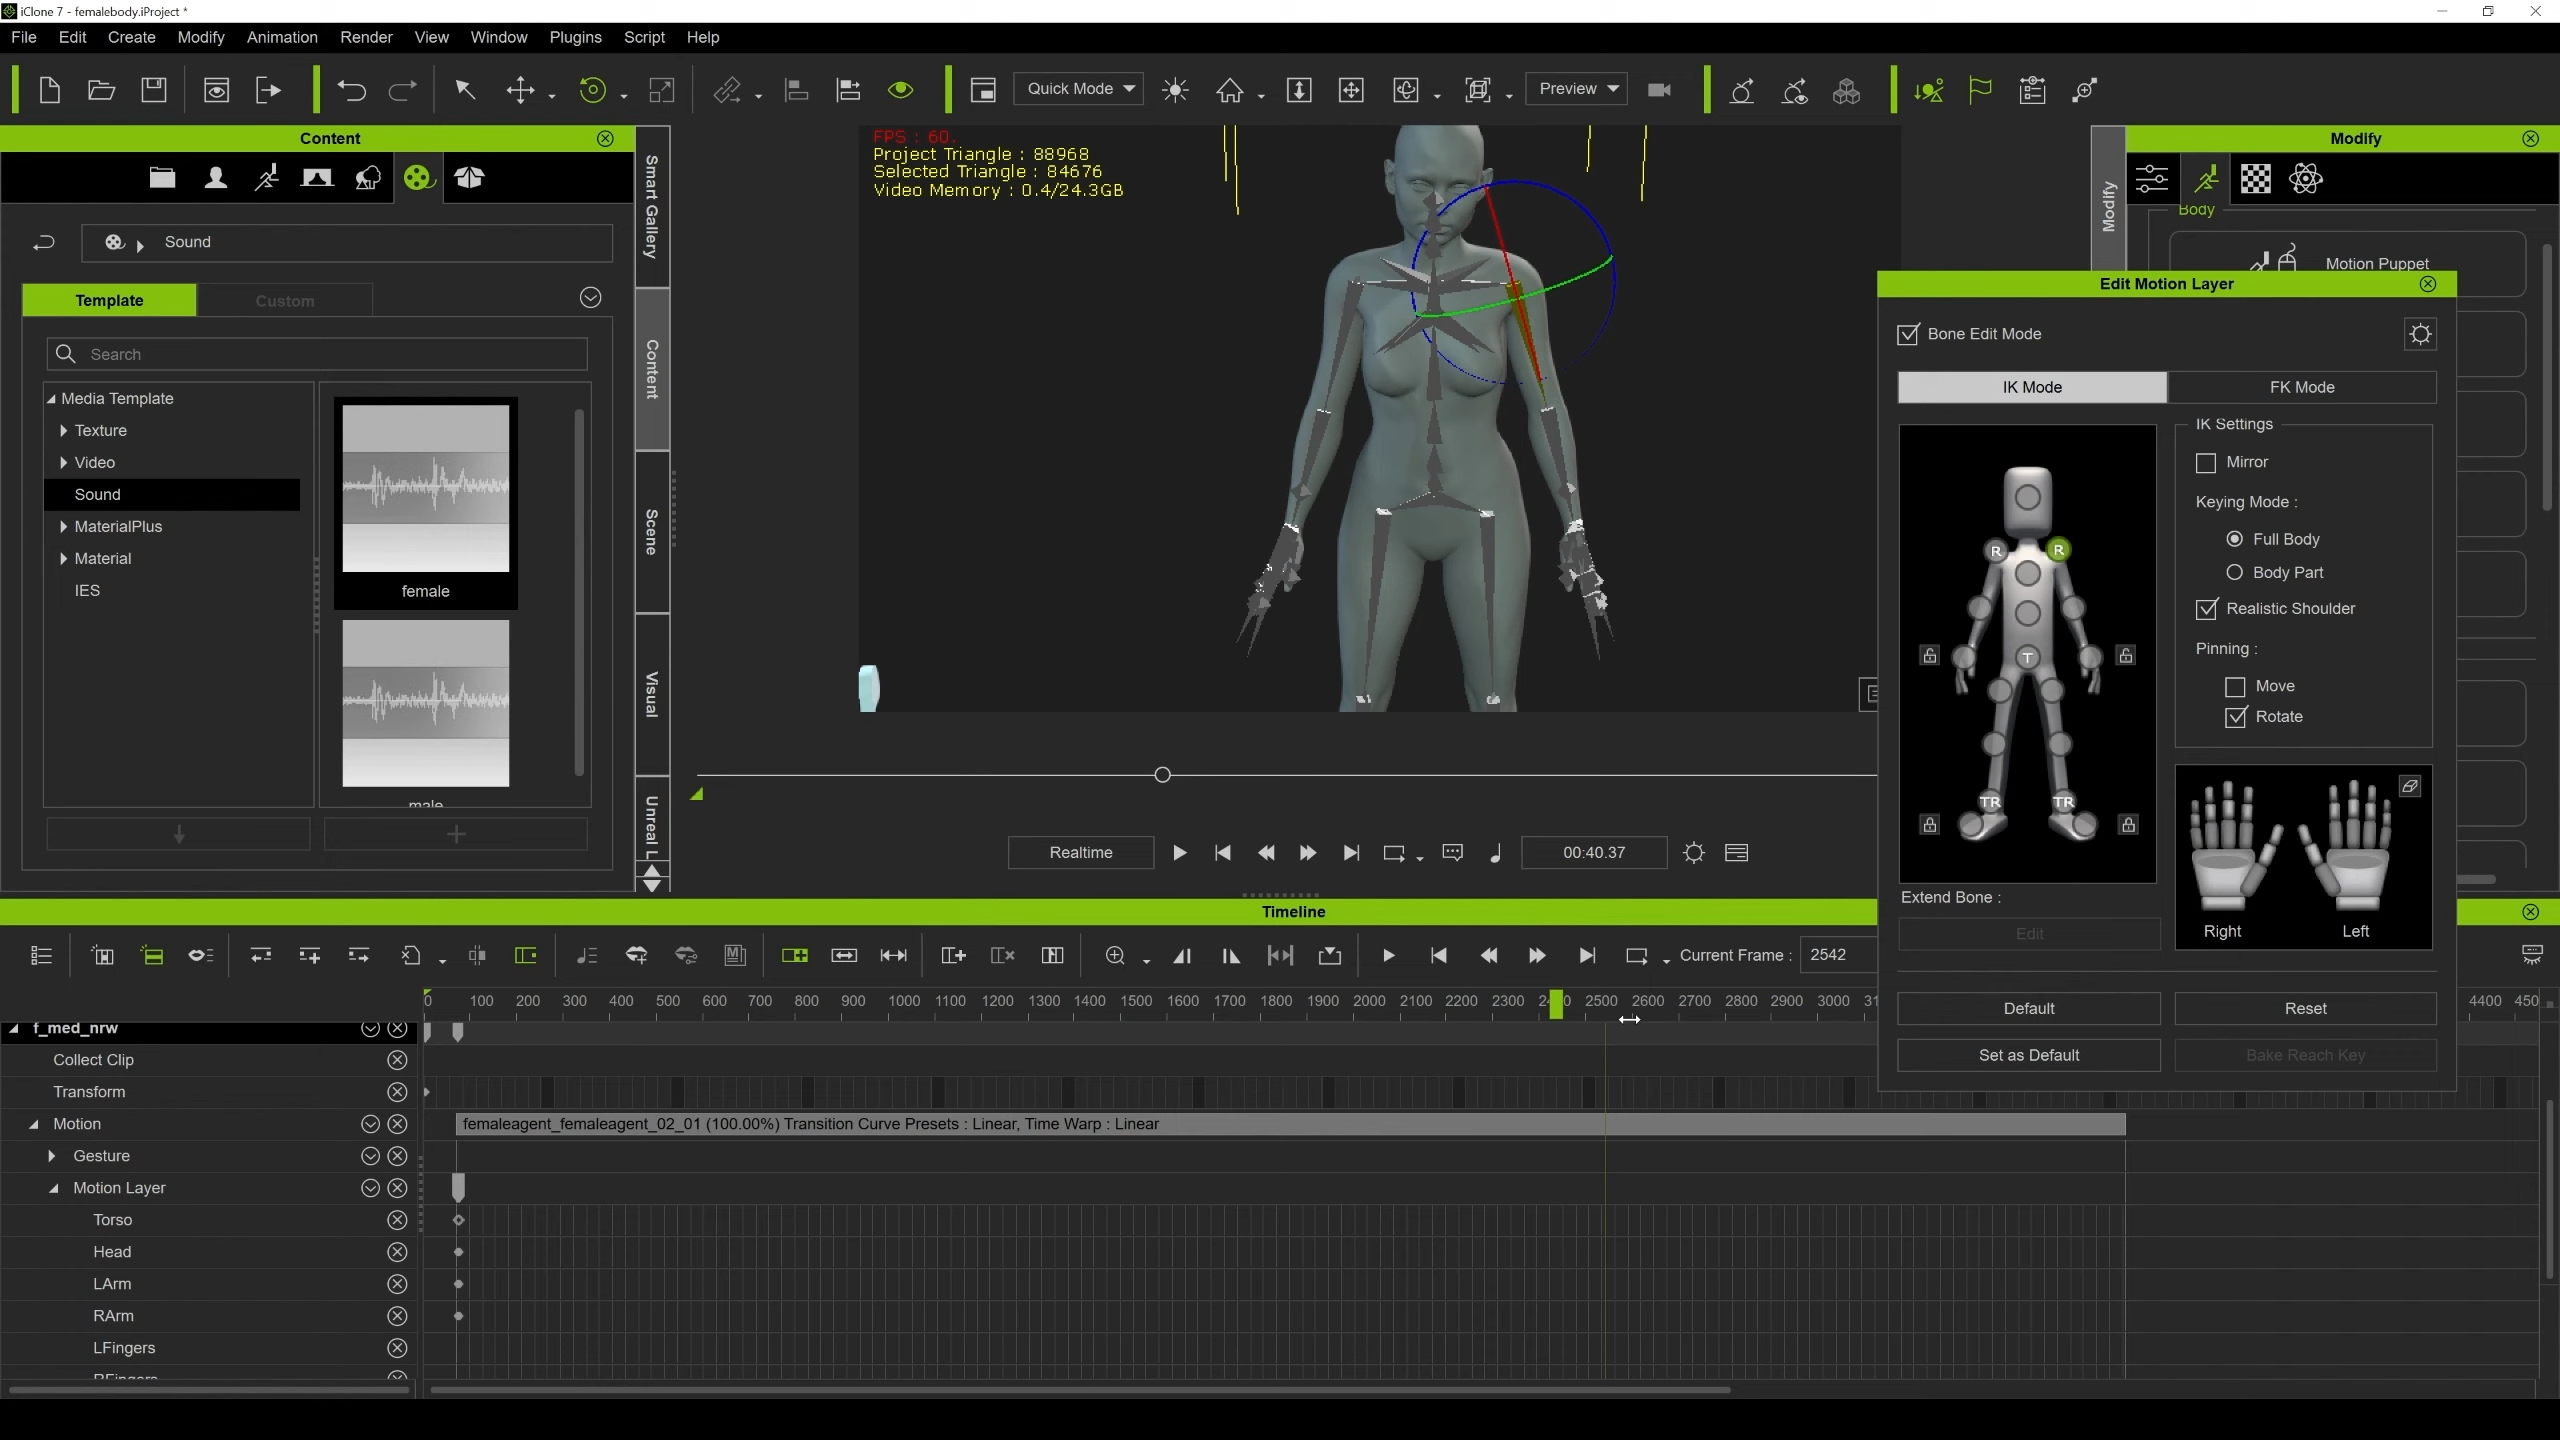 iClone 7 - femalebody.iProject *
File Edit Create Modify Animation Render View Window Plugins Script Help
Quick Mode
Preview
Content
Sound
Template
Custom
Search
Media Template
Texture
Video
Sound
MaterialPlus
Material
IES
female
male
Smart Gallery
Content
Scene
Visual
Unreal L
FPS : 60.
Project Triangle : 88968
Selected Triangle : 84676
Video Memory : 0.4/24.3GB
Realtime
00:40.37
Modify
Modify
Body
Motion Puppet
Edit Motion Layer
Bone Edit Mode
IK Mode
FK Mode
R R
T
TR TR
IK Settings
Mirror
Keying Mode :
Full Body
Body Part
Realistic Shoulder
Pinning :
Move
Rotate
Right
Left
Extend Bone :
Edit
Default
Reset
Set as Default
Bake Reach Key
Timeline
Current Frame : 2542
0 100 200 300 400 500 600 700 800 900 1000 1100 1200 1300 1400 1500 1600 1700 1800 1900 2000 2100 2200 2300 2500 2600 2700 2800 2900 3000 4400
f_med_nrw
Collect Clip
Transform
Motion
femaleagent_femaleagent_02_01 (100.00%) Transition Curve Presets : Linear, Time Warp : Linear
Gesture
Motion Layer
Torso
Head
LArm
RArm
LFingers
RFingers